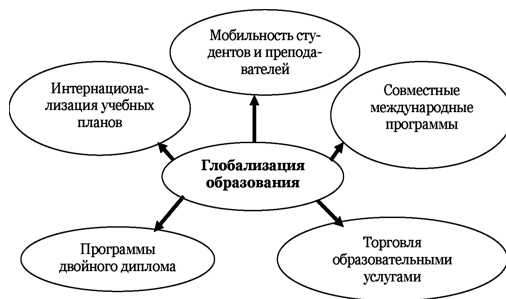 Мобильность сту-
дентов и препода-
вателей
Интернациона-
лизация учебных
планов
Совместные
международные
программы
Глобализация
образования
Программы
двойного диплома
Торговля
образовательными
услугами